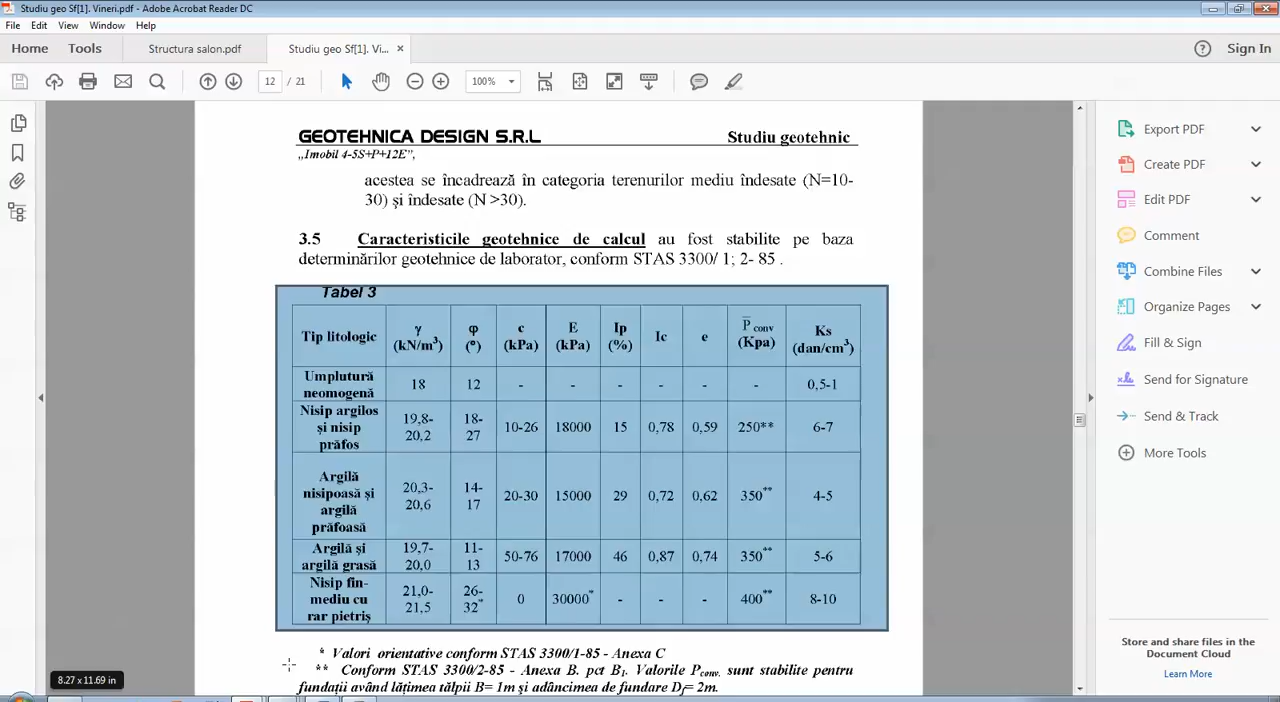 Studiu geo Sf[1]. Vineri.pdf - Adobe Acrobat Reader DC
File Edit View Window Help
Home Tools Structura salon.pdf Studiu geo Sf[1]. Vi... × Sign In
12 / 21 100%
GEOTEHNICA DESIGN S.R.L Studiu geotehnic
„Imobil 4-5S+P+12E”,
acestea se încadrează în categoria terenurilor mediu îndesate (N=10-
30) și îndesate (N >30).
3.5 Caracteristicile geotehnice de calcul au fost stabilite pe baza
determinărilor geotehnice de laborator, conform STAS 3300/ 1; 2- 85 .
Tabel 3
Tip litologic γ (kN/m³) φ (°) c (kPa) E (kPa) Ip (%) Ic e P̅ conv (Kpa) Ks (dan/cm³)
Umplutură neomogenă 18 12 - - - - - - 0,5-1
Nisip argilos și nisip prăfos 19,8-20,2 18-27 10-26 18000 15 0,78 0,59 250** 6-7
Argilă nisipoasă și argilă prăfoasă 20,3-20,6 14-17 20-30 15000 29 0,72 0,62 350** 4-5
Argilă și argilă grasă 19,7-20,0 11-13 50-76 17000 46 0,87 0,74 350** 5-6
Nisip fin-mediu cu rar pietriș 21,0-21,5 26-32* 0 30000* - - - 400** 8-10
* Valori orientative conform STAS 3300/1-85 - Anexa C
** Conform STAS 3300/2-85 - Anexa B. pct B1. Valorile Pconv. sunt stabilite pentru
fundații având lățimea tălpii B= 1m și adâncimea de fundare Df= 2m.
8.27 x 11.69 in
Export PDF
Create PDF
Edit PDF
Comment
Combine Files
Organize Pages
Fill & Sign
Send for Signature
Send & Track
More Tools
Store and share files in the
Document Cloud
Learn More